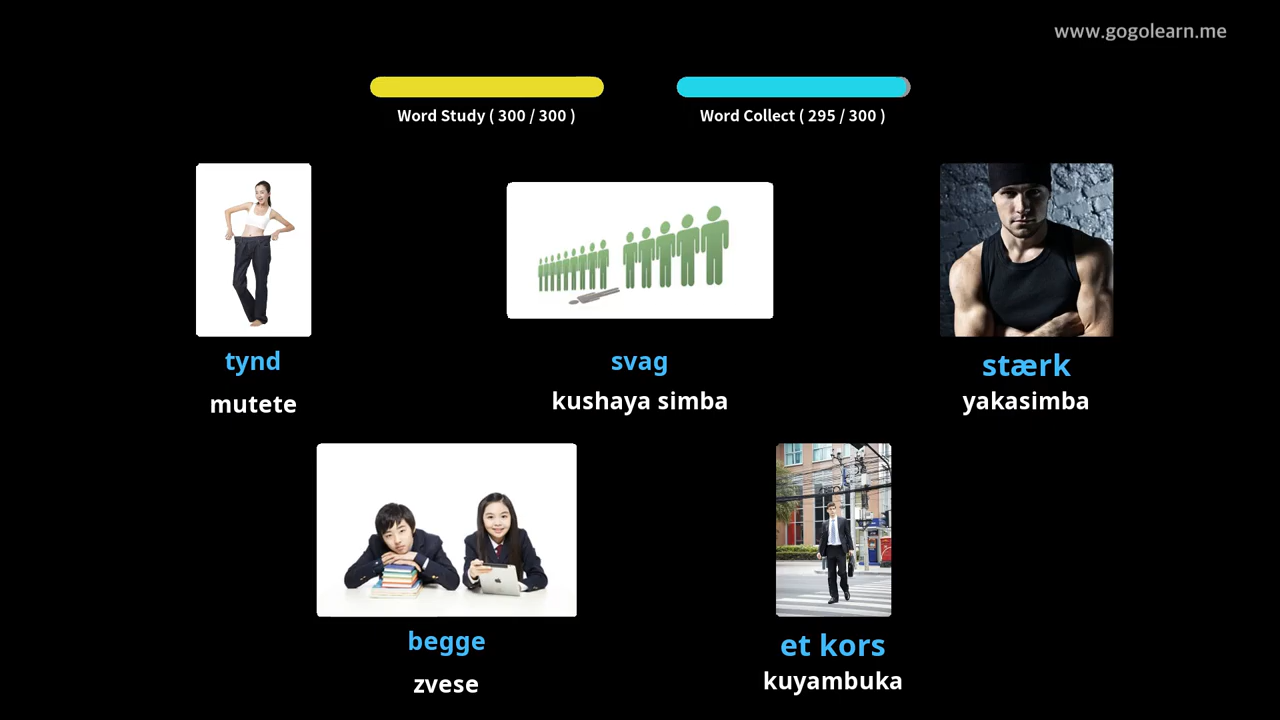 www.gogolearn.me
Word Study ( 300 / 300 )
Word Collect ( 295 / 300 )
tynd
mutete
svag
kushaya simba
stærk
yakasimba
begge
zvese
et kors
kuyambuka